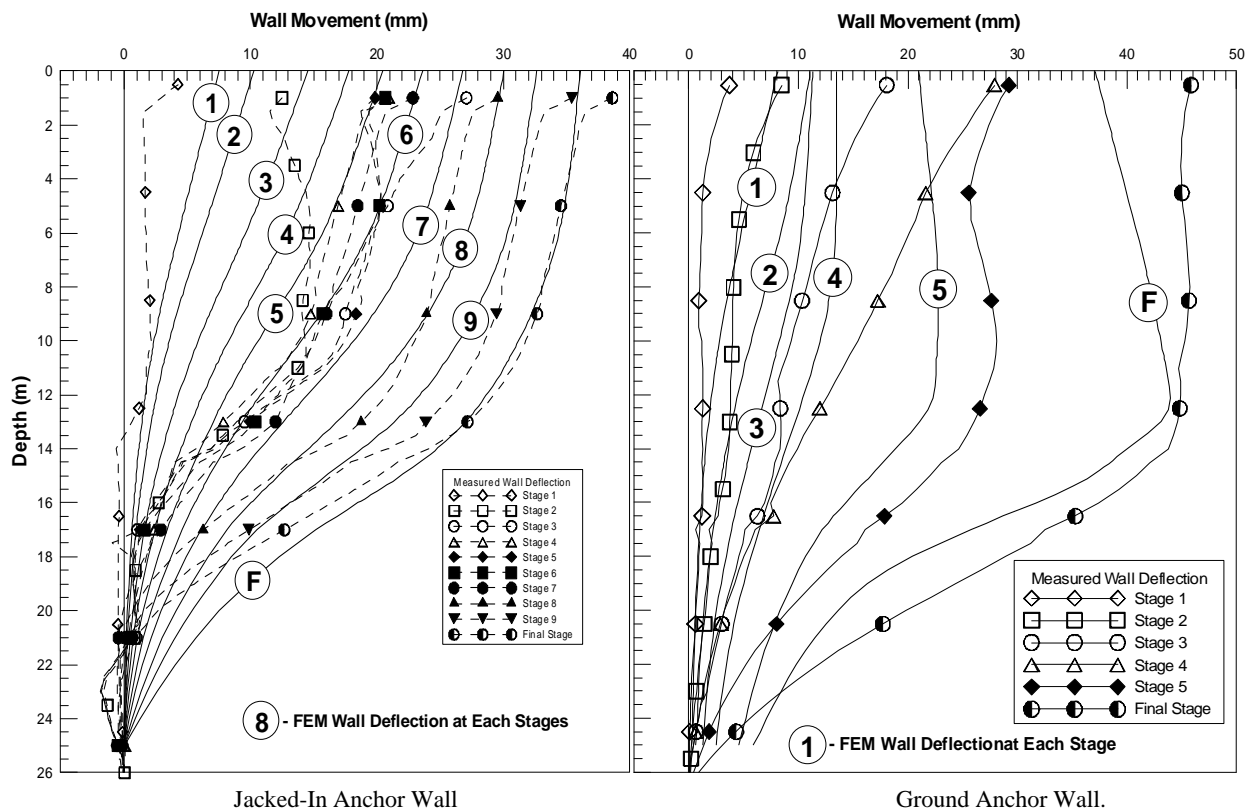 Wall Movement (mm)
0 10 20 30 40
Depth (m)
0
2
4
6
8
10
12
14
16
18
20
22
24
26
1
2
3
4
5
6
7
8
9
F
Measured Wall Deflection
Stage 1
Stage 2
Stage 3
Stage 4
Stage 5
Stage 6
Stage 7
Stage 8
Stage 9
Final Stage
8 - FEM Wall Deflection at Each Stages
Jacked-In Anchor Wall
Wall Movement (mm)
0 10 20 30 40 50
1
2
3
4
5
F
Measured Wall Deflection
Stage 1
Stage 2
Stage 3
Stage 4
Stage 5
Final Stage
1 - FEM Wall Deflectionat Each Stage
Ground Anchor Wall.